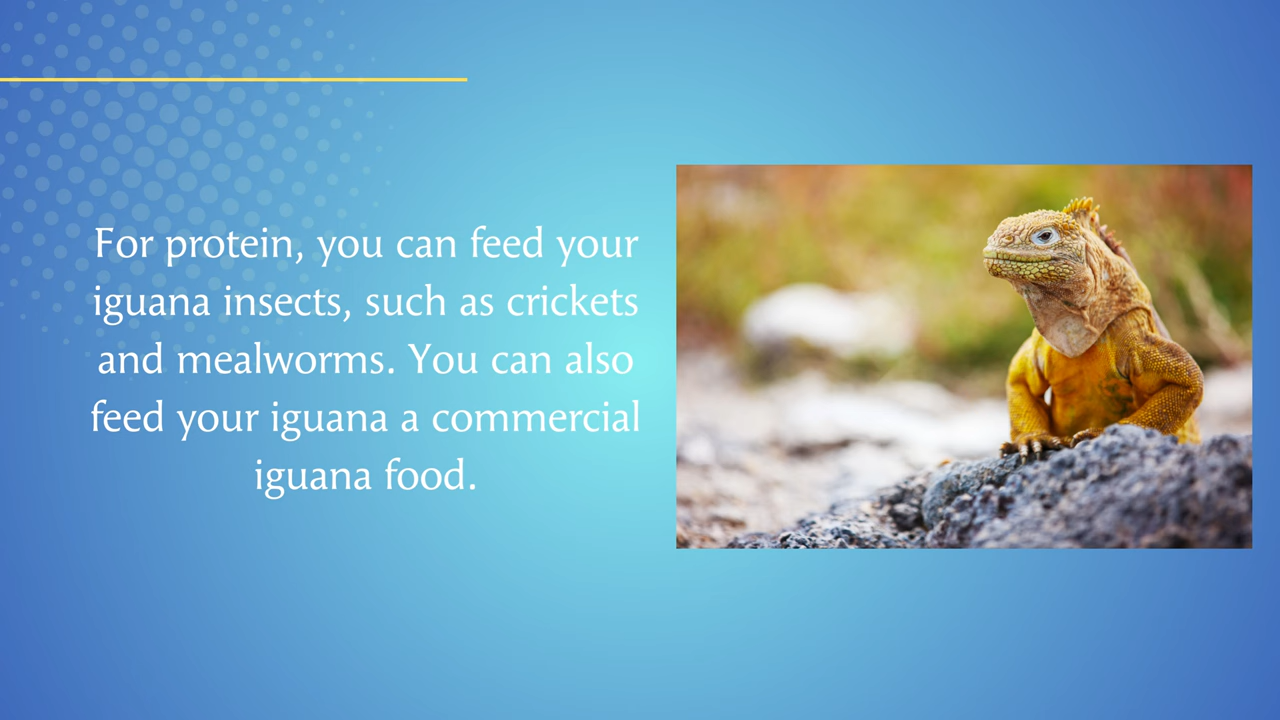 For protein, you can feed your
iguana insects, such as crickets
and mealworms. You can also
feed your iguana a commercial
iguana food.